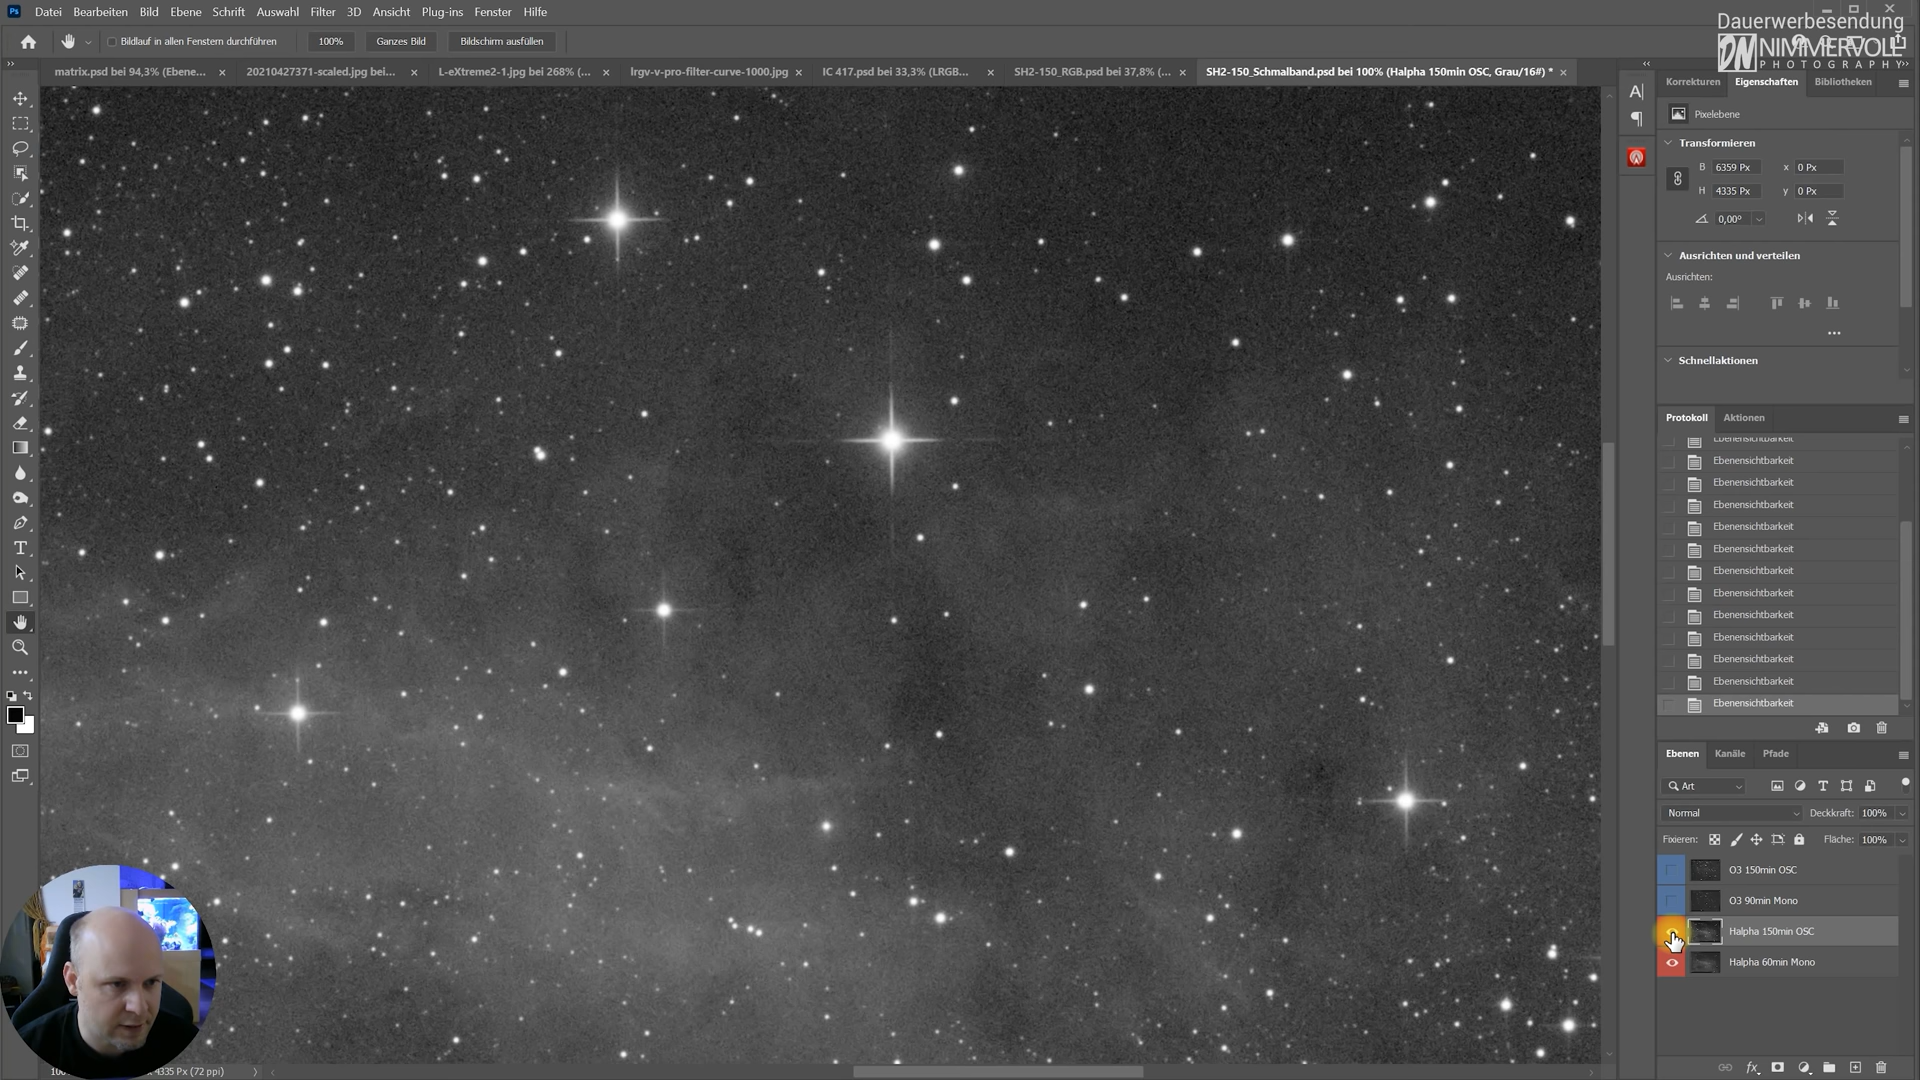 Ps Datei Bearbeiten Bild Ebene Schrift Auswahl Filter 3D Ansicht Plug-ins Fenster Hilfe
Dauerwerbesendung
DN NIMMERVOLL
PHOTOGRAPHY
Bildlauf in allen Fenstern durchführen 100% Ganzes Bild Bildschirm ausfüllen
matrix.psd bei 94,3% (Ebene... × 20210427371-scaled.jpg bei... × L-eXtreme2-1.jpg bei 268% (... × lrgv-v-pro-filter-curve-1000.jpg × IC 417.psd bei 33,3% (LRGB... × SH2-150_RGB.psd bei 37,8% (... × SH2-150_Schmalband.psd bei 100% (Halpha 150min OSC, Grau/16#) * ×
Korrekturen Eigenschaften Bibliotheken
Pixelebene
Transformieren
B 6359 Px x 0 Px
H 4335 Px y 0 Px
0,00°
Ausrichten und verteilen
Ausrichten:
Schnellaktionen
Protokoll Aktionen
Ebenensichtbarkeit
Ebenensichtbarkeit
Ebenensichtbarkeit
Ebenensichtbarkeit
Ebenensichtbarkeit
Ebenensichtbarkeit
Ebenensichtbarkeit
Ebenensichtbarkeit
Ebenensichtbarkeit
Ebenensichtbarkeit
Ebenensichtbarkeit
Ebenensichtbarkeit
Ebenensichtbarkeit
Ebenen Kanäle Pfade
Art
Normal Deckkraft: 100%
Fixieren: Fläche: 100%
O3 150min OSC
O3 90min Mono
Halpha 150min OSC
Halpha 60min Mono
4335 Px (72 ppi)